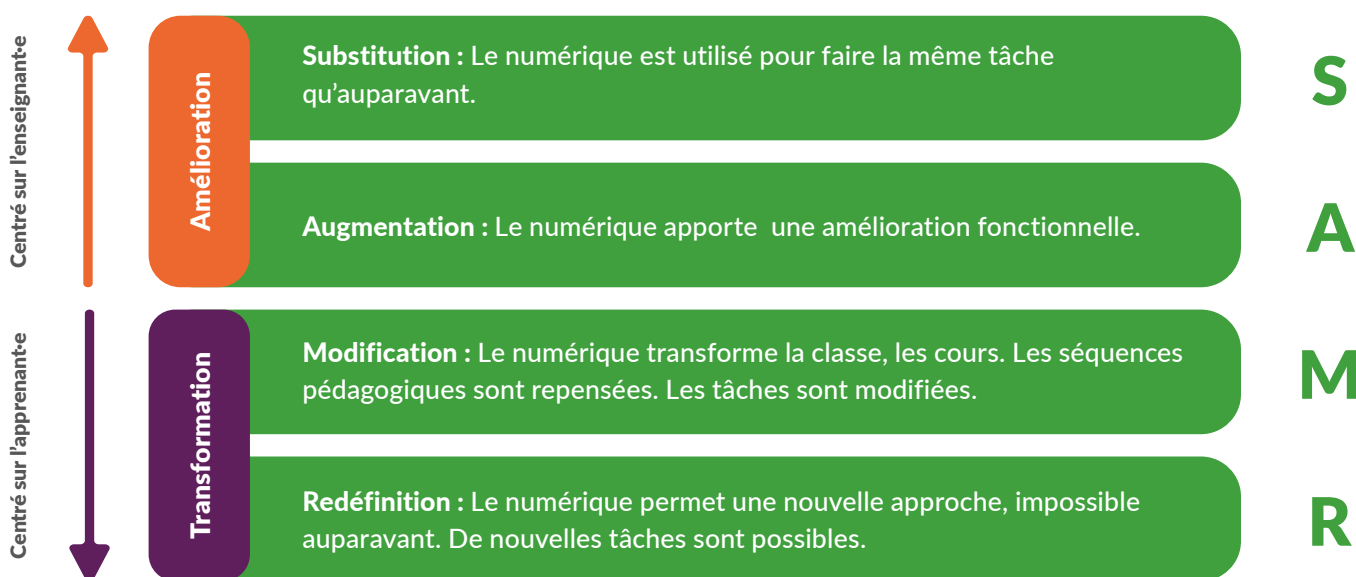 Centré sur l'enseignant·e
Amélioration
Substitution : Le numérique est utilisé pour faire la même tâche
qu'auparavant.
S
Augmentation : Le numérique apporte  une amélioration fonctionnelle.
A
Centré sur l'apprenant·e
Transformation
Modification : Le numérique transforme la classe, les cours. Les séquences
pédagogiques sont repensées. Les tâches sont modifiées.
M
Redéfinition : Le numérique permet une nouvelle approche, impossible
auparavant. De nouvelles tâches sont possibles.
R